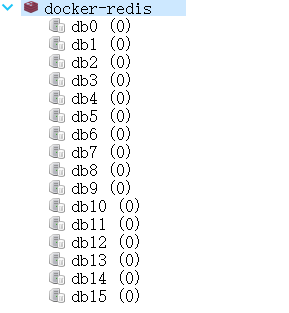 docker-redis
db0 (0)
db1 (0)
db2 (0)
db3 (0)
db4 (0)
db5 (0)
db6 (0)
db7 (0)
db8 (0)
db9 (0)
db10 (0)
db11 (0)
db12 (0)
db13 (0)
db14 (0)
db15 (0)